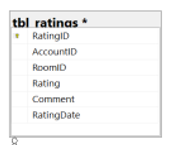 tbl_ratings *
RatingID
AccountID
RoomID
Rating
Comment
RatingDate